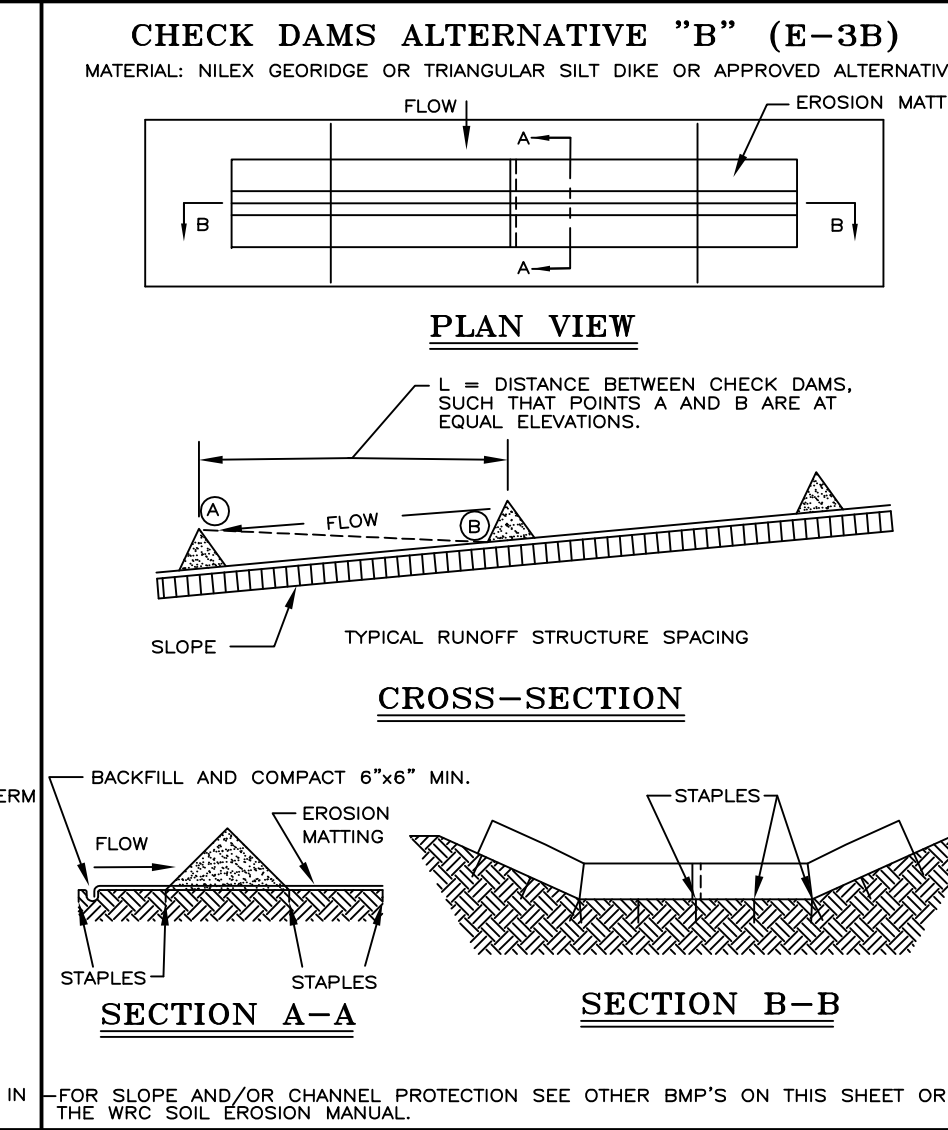 CHECK DAMS ALTERNATIVE "B" (E-3B)
MATERIAL: NILEX GEORIDGE OR TRIANGULAR SILT DIKE OR APPROVED ALTERNATIV
FLOW
EROSION MATT
A
B
B
A
PLAN VIEW
L = DISTANCE BETWEEN CHECK DAMS,
SUCH THAT POINTS A AND B ARE AT
EQUAL ELEVATIONS.
A
FLOW
B
SLOPE
TYPICAL RUNOFF STRUCTURE SPACING
CROSS-SECTION
BACKFILL AND COMPACT 6"x6" MIN.
ERM
EROSION
MATTING
FLOW
STAPLES
STAPLES
STAPLES
SECTION A-A
SECTION B-B
IN
-FOR SLOPE AND/OR CHANNEL PROTECTION SEE OTHER BMP'S ON THIS SHEET OR
THE WRC SOIL EROSION MANUAL.